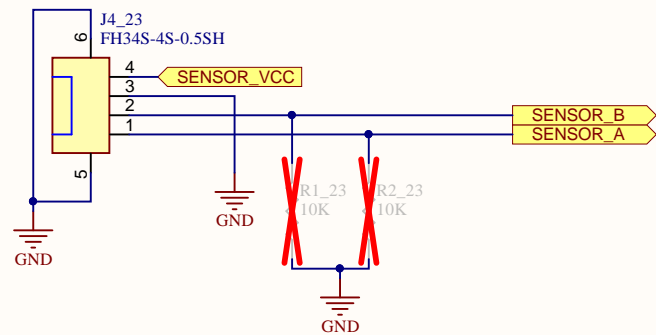 J4_23
FH34S-4S-0.5SH
6
4
SENSOR_VCC
3
2
SENSOR_B
1
SENSOR_A
5
R1_23
10K
R2_23
10K
GND
GND
GND